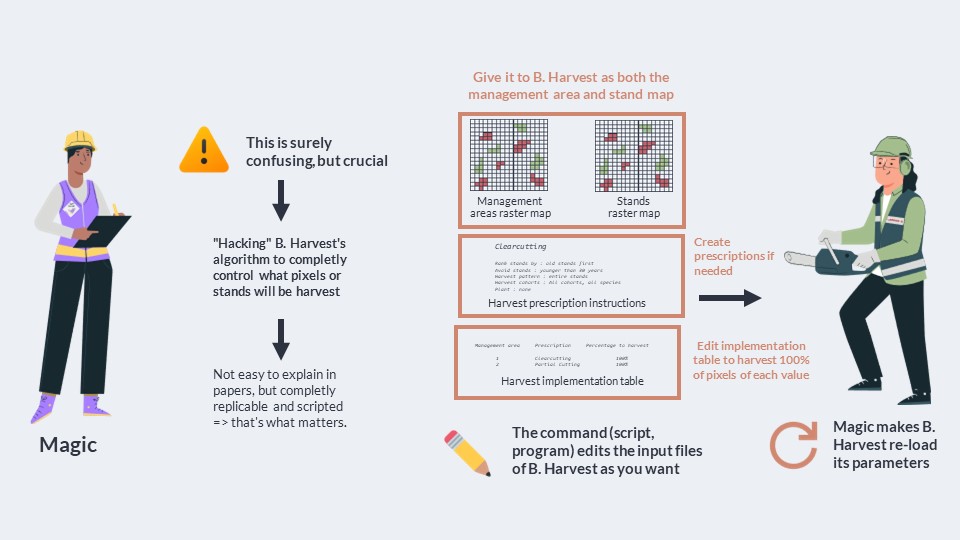 Give it to B. Harvest as both the
management area and stand map
This is surely
confusing, but crucial
Management
areas raster map
Stands
raster map
"Hacking" B. Harvest's
algorithm to completly
control what pixels or
stands will be harvest
Clearcutting
Rank stands by : old stands first
Avoid stands : younger than 30 years
Harvest pattern : entire stands
Harvest cohorts : All cohorts, all species
Plant : none
Harvest prescription instructions
Create
prescriptions if
needed
Management area Prescription Percentage to harvest
1 Clearcutting 100%
2 Partial Cutting 100%
Harvest implementation table
Edit implementation
table to harvest 100%
of pixels of each value
Not easy to explain in
papers, but completly
replicable and scripted
=> that's what matters.
Magic
The command (script,
program) edits the input files
of B. Harvest as you want
Magic makes B.
Harvest re-load
its parameters